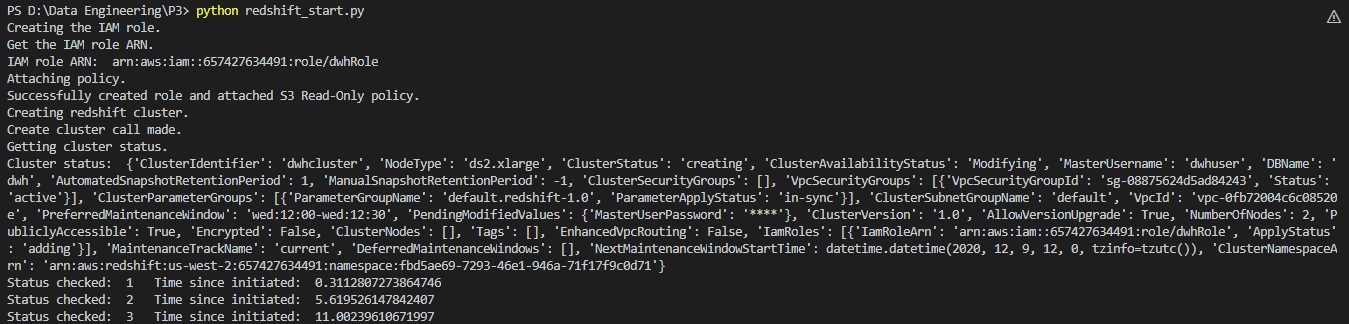 PS D:\Data Engineering\P3> python redshift_start.py
Creating the IAM role.
Get the IAM role ARN.
IAM role ARN:  arn:aws:iam::657427634491:role/dwhRole
Attaching policy.
Successfully created role and attached S3 Read-Only policy.
Creating redshift cluster.
Create cluster call made.
Getting cluster status.
Cluster status:  {'ClusterIdentifier': 'dwhcluster', 'NodeType': 'ds2.xlarge', 'ClusterStatus': 'creating', 'ClusterAvailabilityStatus': 'Modifying', 'MasterUsername': 'dwhuser', 'DBName': '
dwh', 'AutomatedSnapshotRetentionPeriod': 1, 'ManualSnapshotRetentionPeriod': -1, 'ClusterSecurityGroups': [], 'VpcSecurityGroups': [{'VpcSecurityGroupId': 'sg-08875624d5ad84243', 'Status':
'active'}], 'ClusterParameterGroups': [{'ParameterGroupName': 'default.redshift-1.0', 'ParameterApplyStatus': 'in-sync'}], 'ClusterSubnetGroupName': 'default', 'VpcId': 'vpc-0fb72004c6c08520
e', 'PreferredMaintenanceWindow': 'wed:12:00-wed:12:30', 'PendingModifiedValues': {'MasterUserPassword': '****'}, 'ClusterVersion': '1.0', 'AllowVersionUpgrade': True, 'NumberOfNodes': 2, 'P
ubliclyAccessible': True, 'Encrypted': False, 'ClusterNodes': [], 'Tags': [], 'EnhancedVpcRouting': False, 'IamRoles': [{'IamRoleArn': 'arn:aws:iam::657427634491:role/dwhRole', 'ApplyStatus'
: 'adding'}], 'MaintenanceTrackName': 'current', 'DeferredMaintenanceWindows': [], 'NextMaintenanceWindowStartTime': datetime.datetime(2020, 12, 9, 12, 0, tzinfo=tzutc()), 'ClusterNamespaceA
rn': 'arn:aws:redshift:us-west-2:657427634491:namespace:fbd5ae69-7293-46e1-946a-71f17f9c0d71'}
Status checked:  1   Time since initiated:  0.3112807273864746
Status checked:  2   Time since initiated:  5.619526147842407
Status checked:  3   Time since initiated:  11.00239610671997